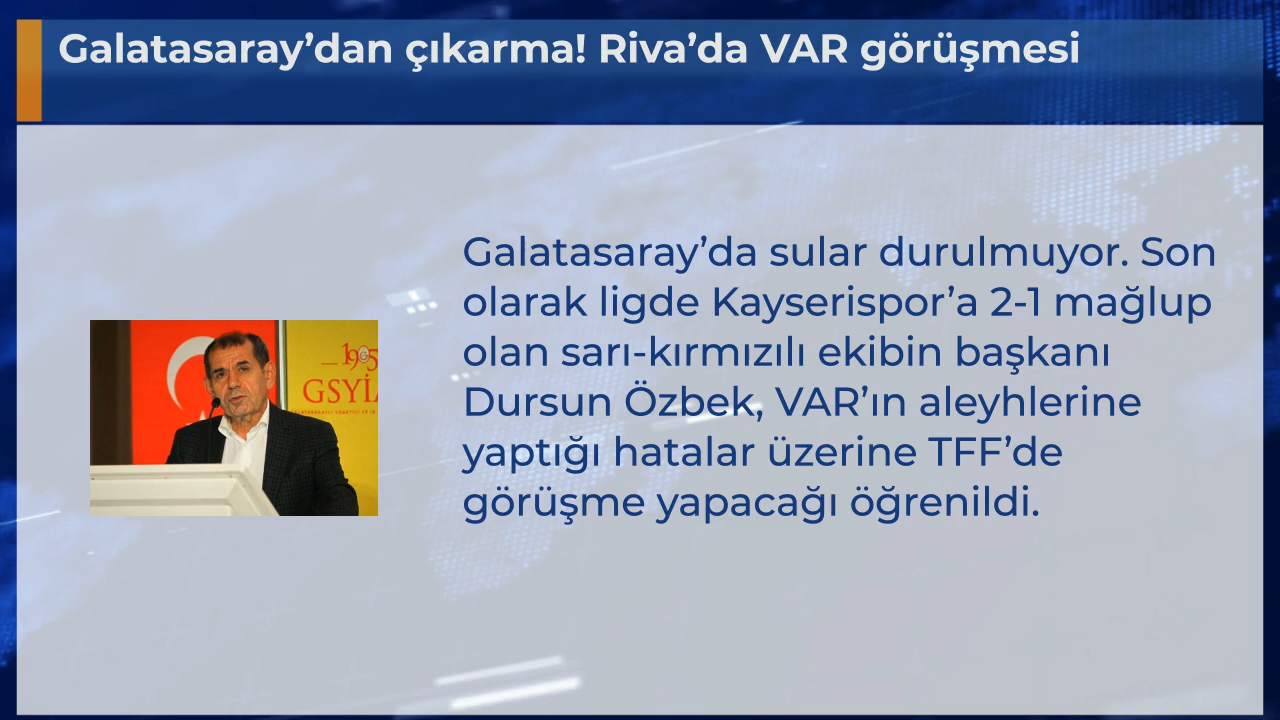 Galatasaray’dan çıkarma! Riva’da VAR görüşmesi
1905
GSYİA
Galatasaray’da sular durulmuyor. Son
olarak ligde Kayserispor’a 2-1 mağlup
olan sarı-kırmızılı ekibin başkanı
Dursun Özbek, VAR’ın aleyhlerine
yaptığı hatalar üzerine TFF’de
görüşme yapacağı öğrenildi.